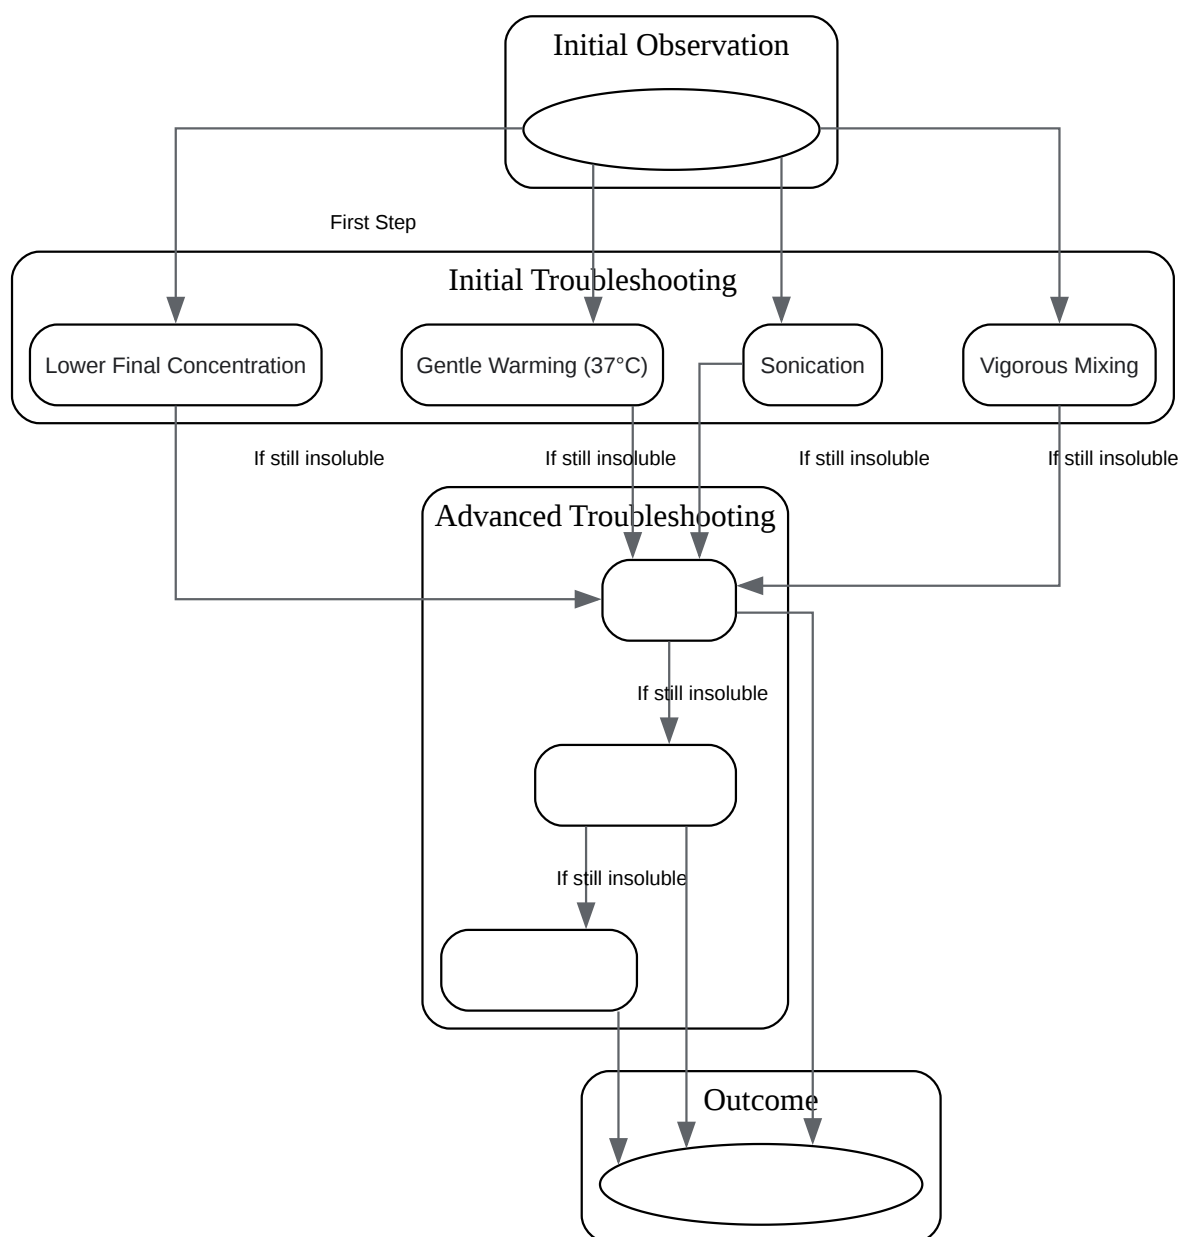 Initial Observation
First Step
Initial Troubleshooting
Lower Final Concentration
Gentle Warming (37°C)
Sonication
Vigorous Mixing
If still insoluble
If still insoluble
If still insoluble
If still insoluble
Advanced Troubleshooting
If still insoluble
If still insoluble
Outcome